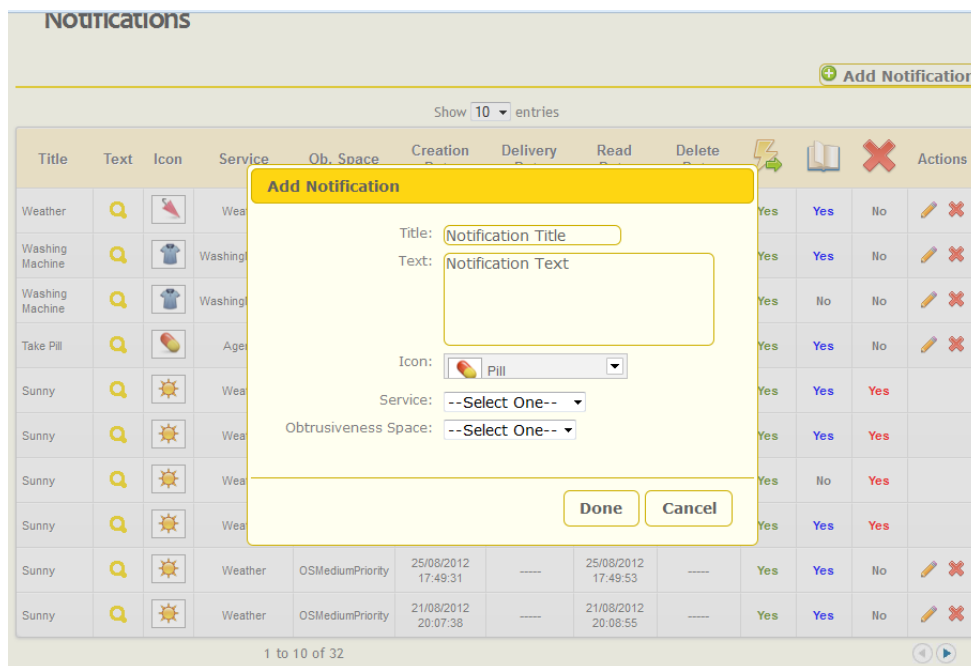 Notifications
Add Notification
Show 10 entries
Title Text Icon Service Ob. Space Creation Delivery Read Delete Actions
Add Notification
Title: Notification Title
Text: Notification Text
Icon: Pill
Service: --Select One--
Obtrusiveness Space: --Select One--
Done Cancel
Weather Yes Yes No
Washing
Machine Yes Yes No
Washing
Machine Yes No No
Take Pill Yes Yes No
Sunny Yes Yes Yes
Sunny Yes Yes Yes
Sunny Yes No Yes
Sunny Yes Yes Yes
Sunny Weather OSMediumPriority 25/08/2012 ----- 25/08/2012 ----- Yes Yes No
17:49:31 17:49:53
Sunny Weather OSMediumPriority 21/08/2012 ----- 21/08/2012 ----- Yes Yes No
20:07:38 20:08:55
1 to 10 of 32